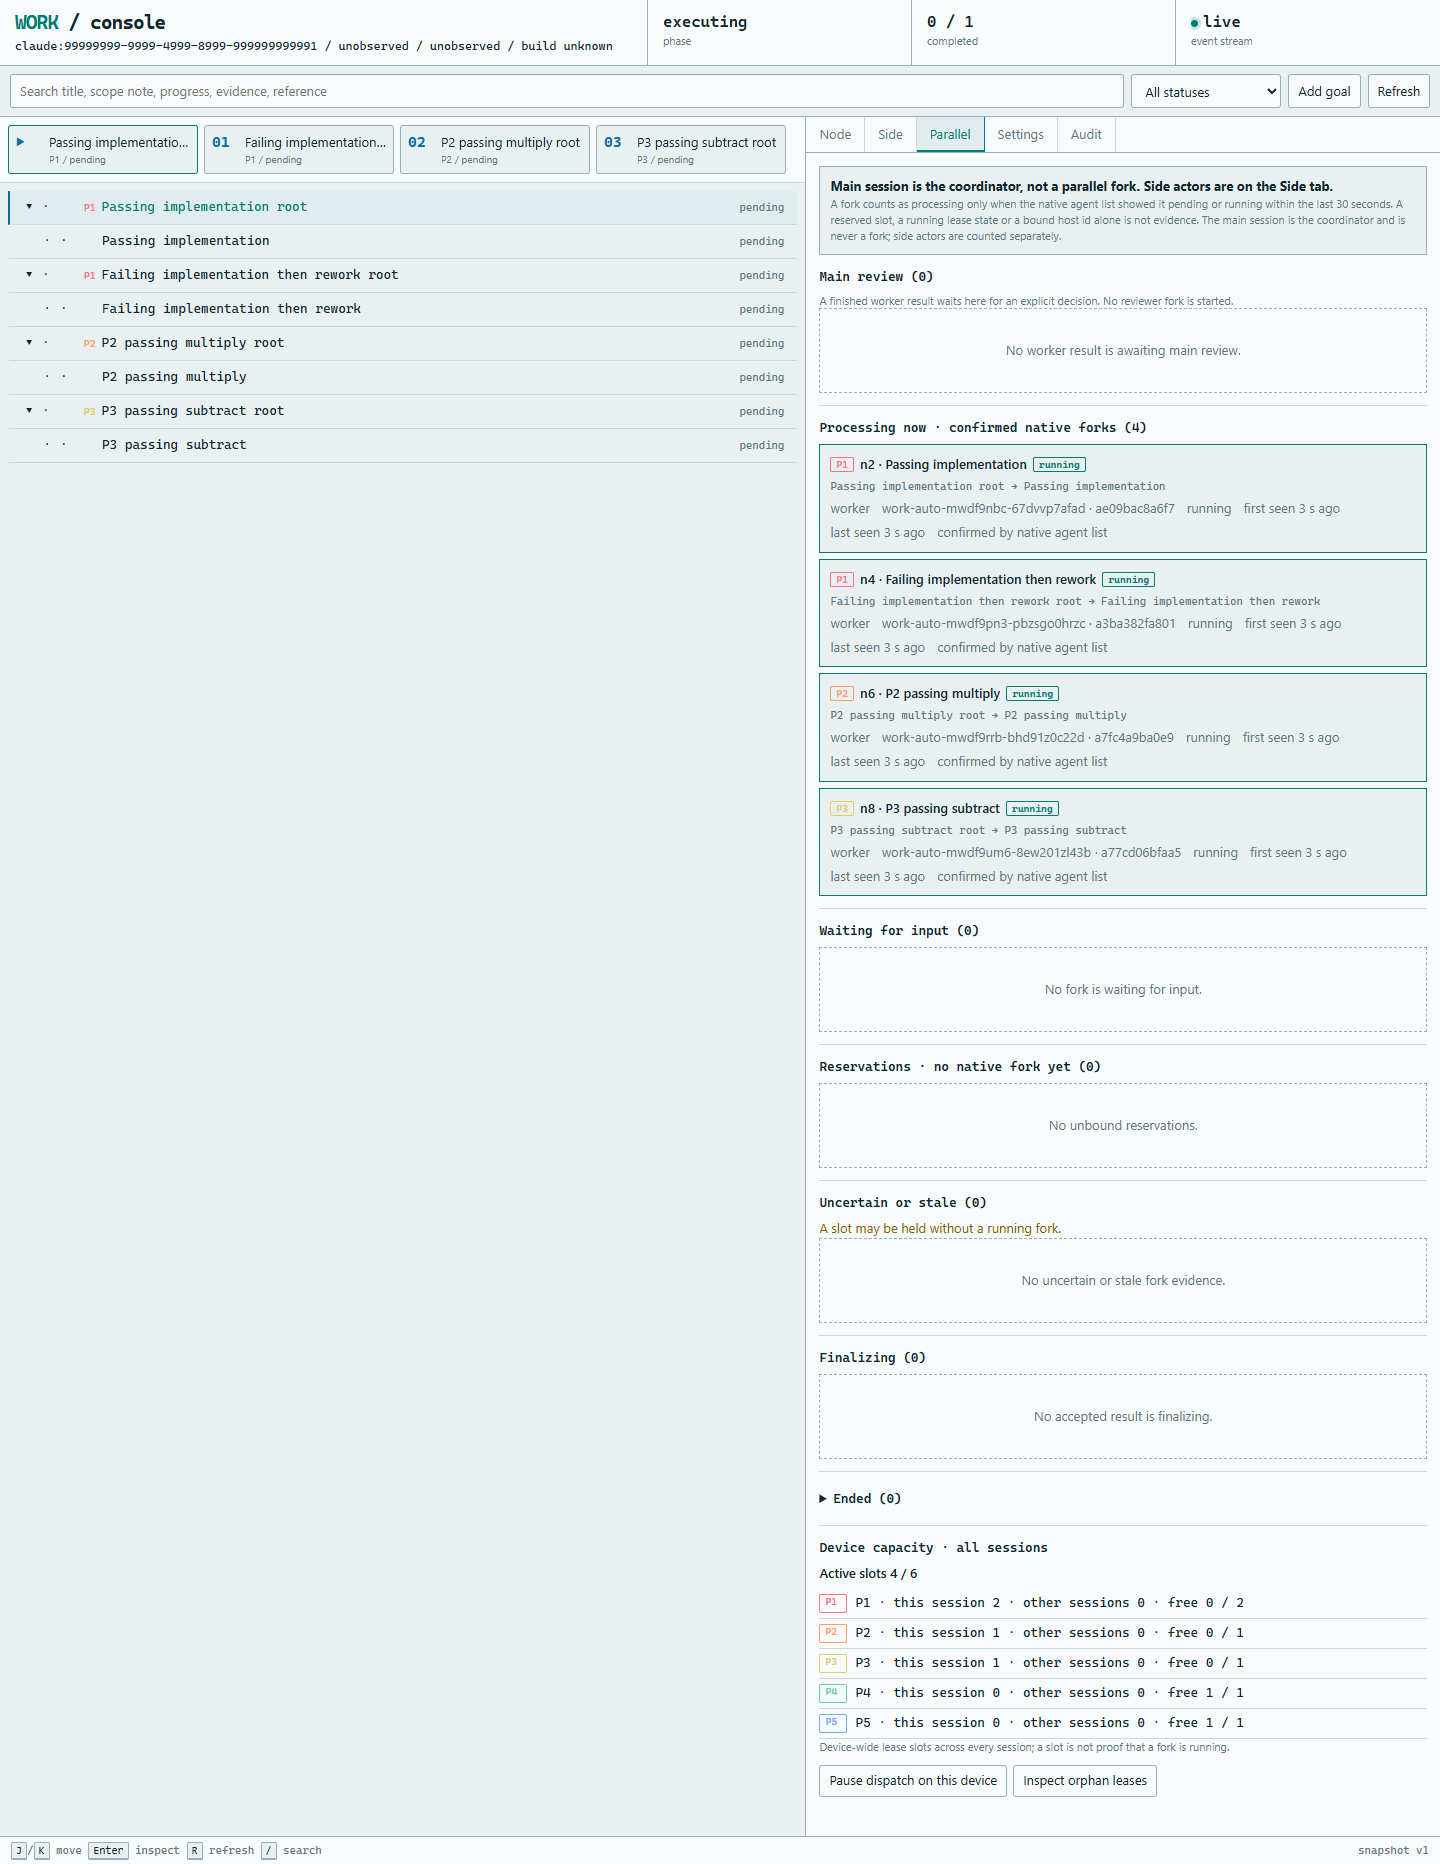 WORK / console
claude:99999999-9999-4999-8999-999999999991 / unobserved / unobserved / build unknown
executing
phase
0 / 1
completed
live
event stream
Search title, scope note, progress, evidence, reference
All statuses
Add goal
Refresh
Passing implementatio...
P1 / pending
01 Failing implementation...
P1 / pending
02 P2 passing multiply root
P2 / pending
03 P3 passing subtract root
P3 / pending
▼ · P1 Passing implementation root pending
· · Passing implementation pending
▼ · P1 Failing implementation then rework root pending
· · Failing implementation then rework pending
▼ · P2 P2 passing multiply root pending
· · P2 passing multiply pending
▼ · P3 P3 passing subtract root pending
· · P3 passing subtract pending
Node Side Parallel Settings Audit
Main session is the coordinator, not a parallel fork. Side actors are on the Side tab.
A fork counts as processing only when the native agent list showed it pending or running within the last 30 seconds. A
reserved slot, a running lease state or a bound host id alone is not evidence. The main session is the coordinator and is
never a fork; side actors are counted separately.
Main review (0)
A finished worker result waits here for an explicit decision. No reviewer fork is started.
No worker result is awaiting main review.
Processing now · confirmed native forks (4)
P1 n2 · Passing implementation running
Passing implementation root → Passing implementation
worker work-auto-mwdf9nbc-67dvvp7afad · ae09bac8a6f7 running first seen 3 s ago
last seen 3 s ago confirmed by native agent list
P1 n4 · Failing implementation then rework running
Failing implementation then rework root → Failing implementation then rework
worker work-auto-mwdf9pn3-pbzsgo0hrzc · a3ba382fa801 running first seen 3 s ago
last seen 3 s ago confirmed by native agent list
P2 n6 · P2 passing multiply running
P2 passing multiply root → P2 passing multiply
worker work-auto-mwdf9rrb-bhd91z0c22d · a7fc4a9ba0e9 running first seen 3 s ago
last seen 3 s ago confirmed by native agent list
P3 n8 · P3 passing subtract running
P3 passing subtract root → P3 passing subtract
worker work-auto-mwdf9um6-8ew201zl43b · a77cd06bfaa5 running first seen 3 s ago
last seen 3 s ago confirmed by native agent list
Waiting for input (0)
No fork is waiting for input.
Reservations · no native fork yet (0)
No unbound reservations.
Uncertain or stale (0)
A slot may be held without a running fork.
No uncertain or stale fork evidence.
Finalizing (0)
No accepted result is finalizing.
▶ Ended (0)
Device capacity · all sessions
Active slots 4 / 6
P1 P1 · this session 2 · other sessions 0 · free 0 / 2
P2 P2 · this session 1 · other sessions 0 · free 0 / 1
P3 P3 · this session 1 · other sessions 0 · free 0 / 1
P4 P4 · this session 0 · other sessions 0 · free 1 / 1
P5 P5 · this session 0 · other sessions 0 · free 1 / 1
Device-wide lease slots across every session; a slot is not proof that a fork is running.
Pause dispatch on this device
Inspect orphan leases
J/K move Enter inspect R refresh / search
snapshot v1